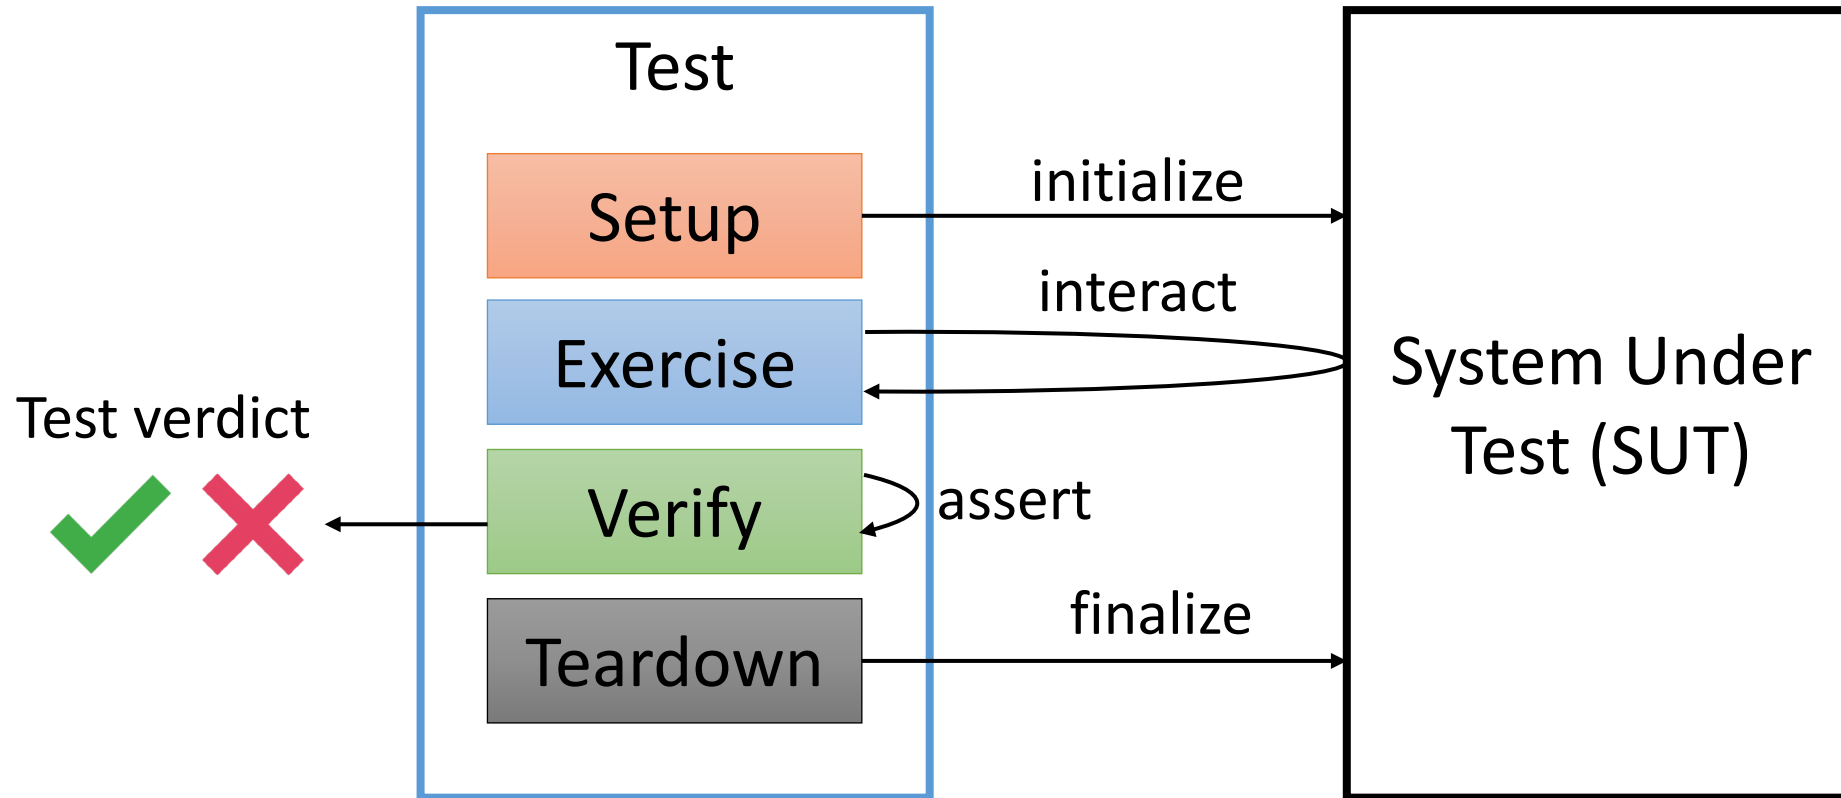 Test
Setup
initialize
Exercise
interact
Verify
assert
Teardown
finalize
Test verdict
System Under
Test (SUT)